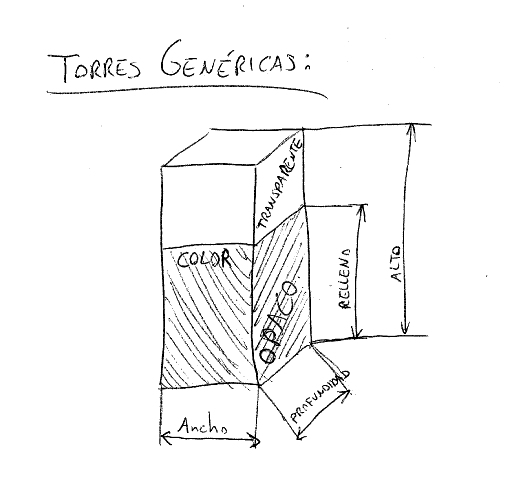 TORRES GENÉRICAS:
TRANSPARENTE
COLOR
OPACO
RELLENO
ALTO
PROFUNDIDAD
Ancho